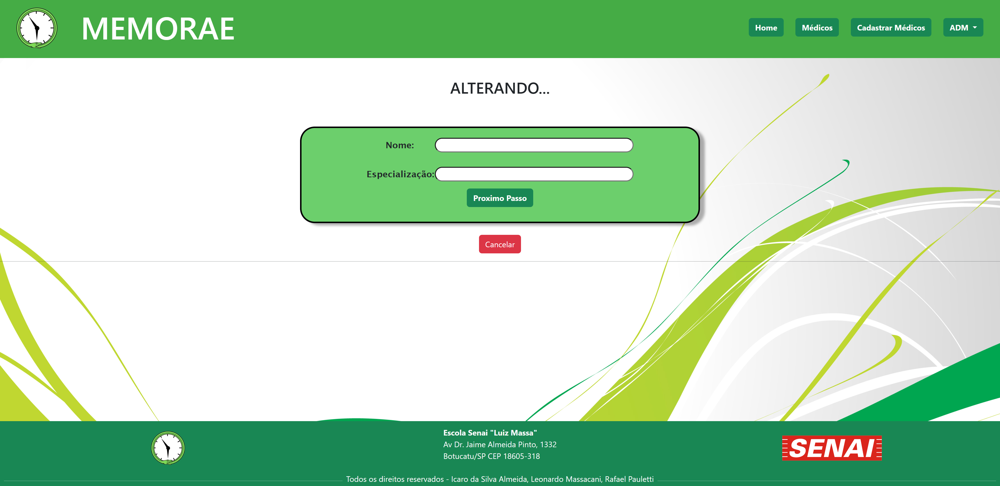 MEMORAE
Home
Médicos
Cadastrar Médicos
ADM
ALTERANDO...
Nome:
Especialização:
Proximo Passo
Cancelar
Escola Senai "Luiz Massa"
Av Dr. Jaime Almeida Pinto, 1332
Botucatu/SP CEP 18605-318
SENAI
Todos os direitos reservados - Icaro da Silva Almeida, Leonardo Massacani, Rafael Pauletti